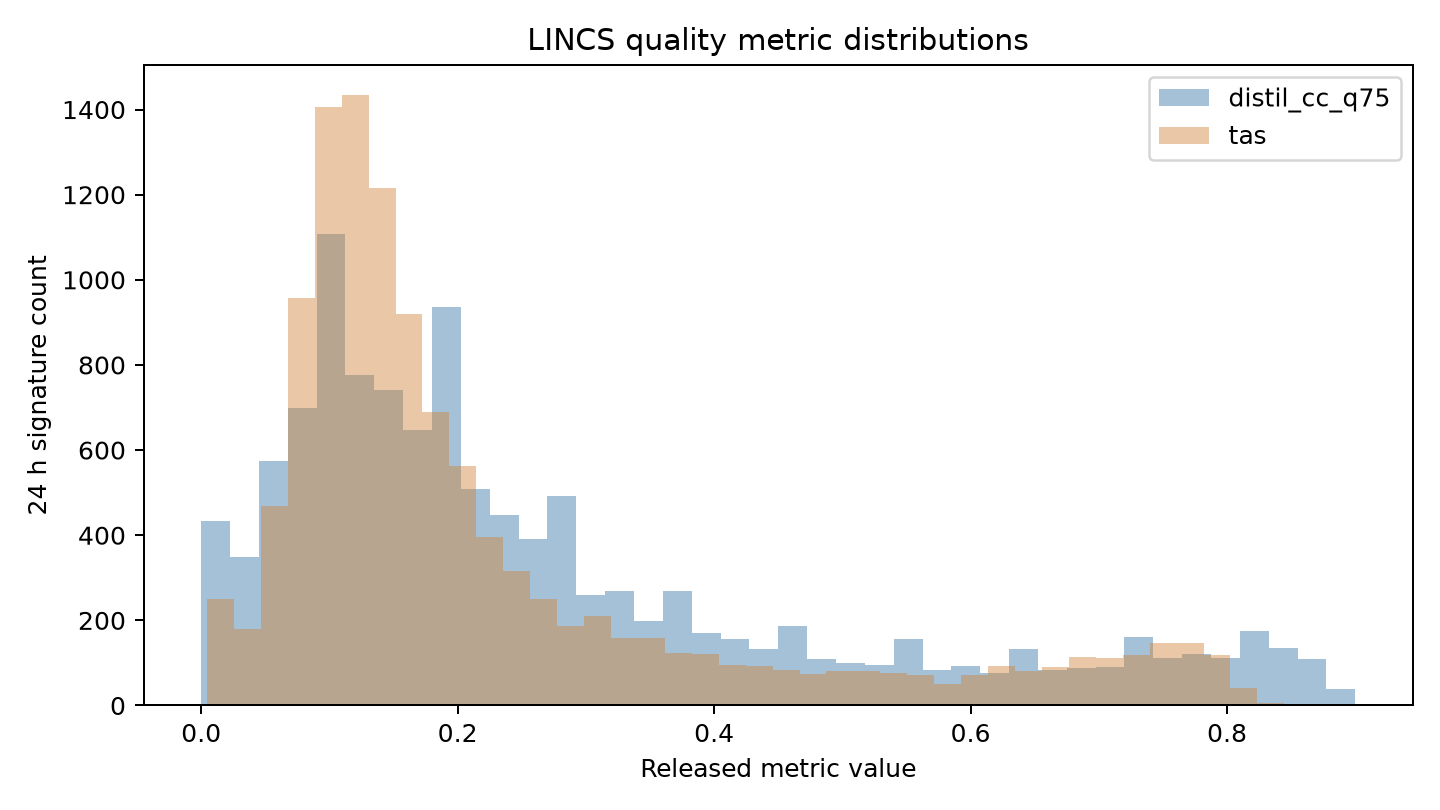 LINCS quality metric distributions
distil_cc_q75
tas
24 h signature count
1400
1200
1000
800
600
400
200
0
0.0 0.2 0.4 0.6 0.8
Released metric value